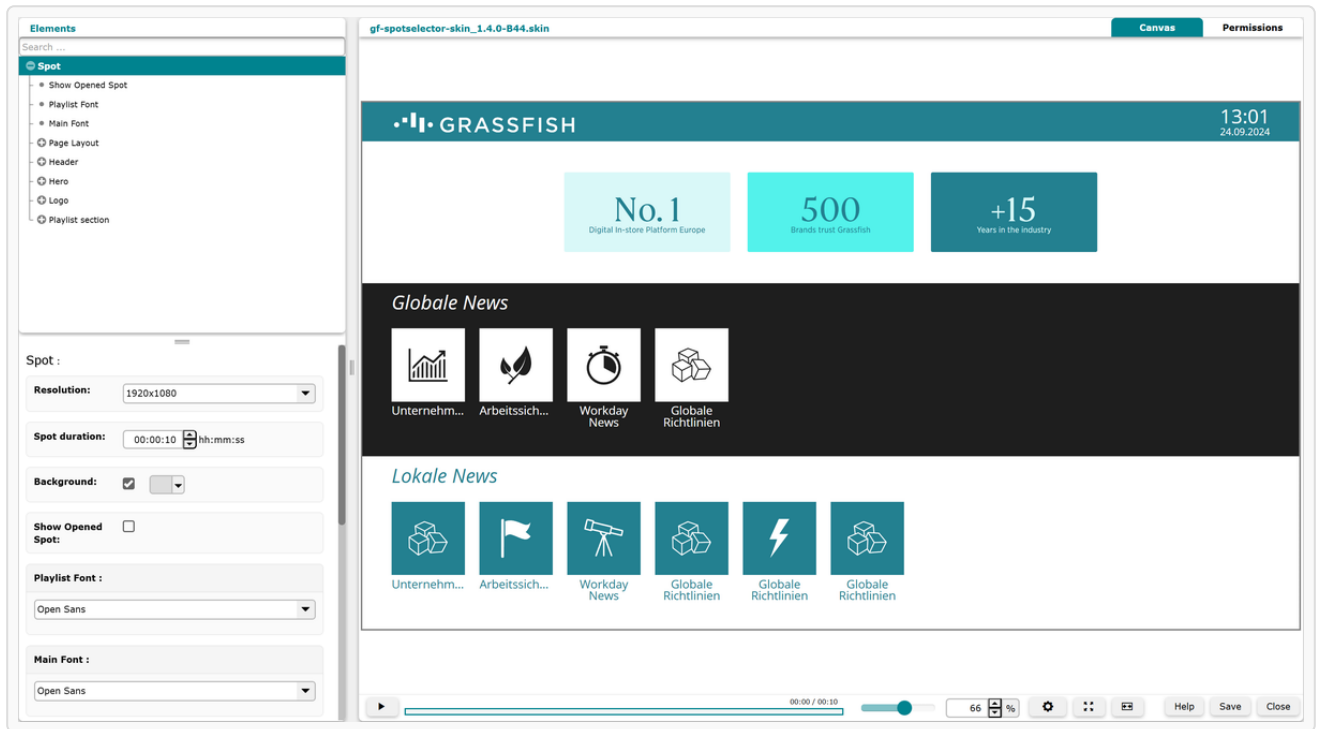 Elements
Search ...
Spot
Show Opened Spot
Playlist Font
Main Font
Page Layout
Header
Hero
Logo
Playlist section
Spot :
Resolution:
1920x1080
Spot duration:
00:00:10 hh:mm:ss
Background:
Show Opened
Spot:
Playlist Font :
Open Sans
Main Font :
Open Sans
gf-spotselector-skin_1.4.0-B44.skin
Canvas
Permissions
GRASSFISH
13:01
24.09.2024
No. 1
Digital In-store Platform Europe
500
Brands trust Grassfish
+15
Years in the industry
Globale News
Unternehm...
Arbeitssich...
Workday
News
Globale
Richtlinien
Lokale News
Unternehm...
Arbeitssich...
Workday
News
Globale
Richtlinien
Globale
Richtlinien
Globale
Richtlinien
00:00 / 00:10
66 %
Help
Save
Close